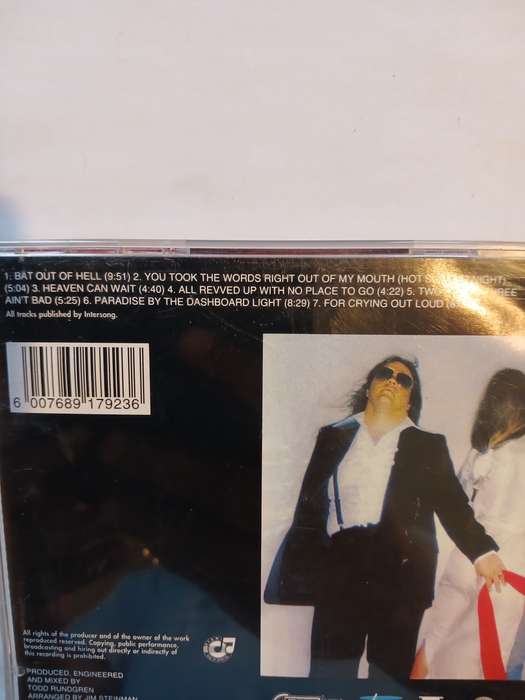 1. BAT OUT OF HELL (9:51) 2. YOU TOOK THE WORDS RIGHT OUT OF MY MOUTH (HOT
(5:04) 3. HEAVEN CAN WAIT (4:40) 4. ALL REVVED UP WITH NO PLACE TO GO (4:22) 5. TWO
AIN'T BAD (5:25) 6. PARADISE BY THE DASHBOARD LIGHT (8:29) 7. FOR CRYING OUT LOUD
All tracks published by Intersong.
6 007689 179236
All rights of the producer and of the owner of the work
reproduced reserved. Copying, public performance,
broadcasting and hiring out directly or indirectly of
this recording is prohibited.
PRODUCED, ENGINEERED
AND MIXED BY
TODD RUNDGREN
ARRANGED BY JIM STEINMAN